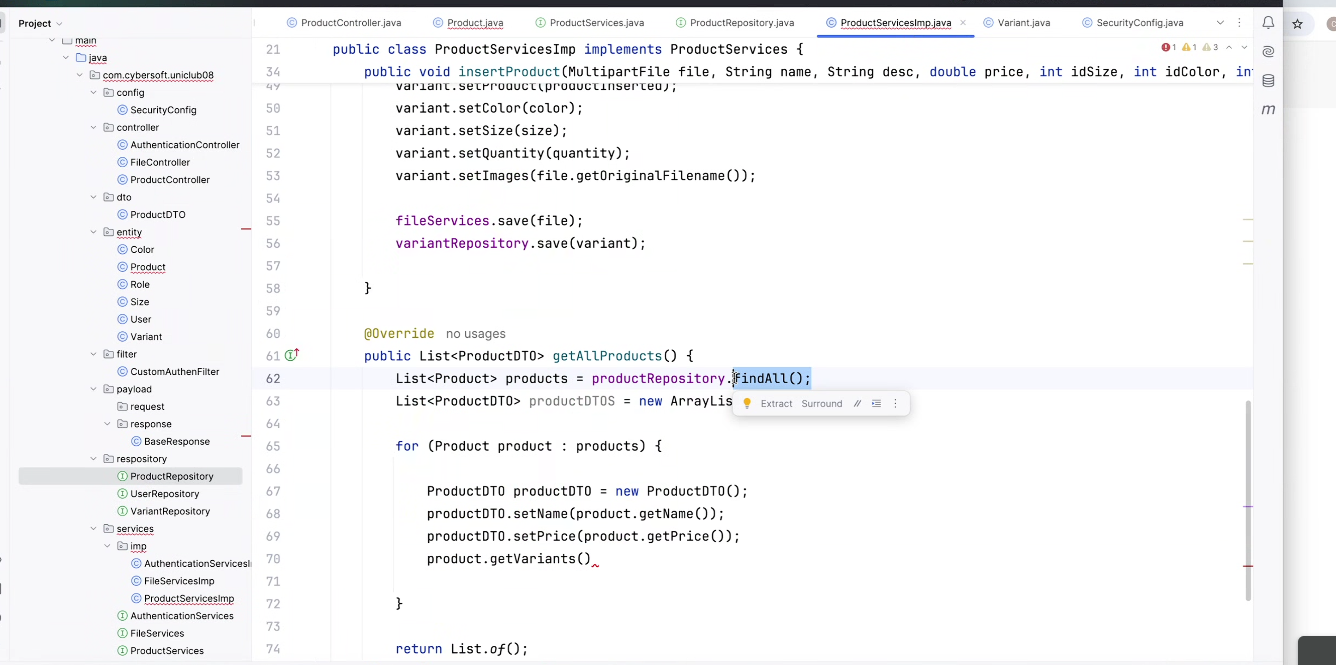 Project
ProductController.java
Product.java
ProductServices.java
ProductRepository.java
ProductServicesImp.java
Variant.java
SecurityConfig.java
main
java
com.cybersoft.uniclub08
config
SecurityConfig
controller
AuthenticationController
FileController
ProductController
dto
ProductDTO
entity
Color
Product
Role
Size
User
Variant
filter
CustomAuthenFilter
payload
request
response
BaseResponse
respository
ProductRepository
UserRepository
VariantRepository
services
imp
AuthenticationServicesI
FileServicesImp
ProductServicesImp
AuthenticationServices
FileServices
ProductServices
1 1 3
21 public class ProductServicesImp implements ProductServices {
34 public void insertProduct(MultipartFile file, String name, String desc, double price, int idSize, int idColor, in
49 variant.setProduct(productInserted);
50 variant.setColor(color);
51 variant.setSize(size);
52 variant.setQuantity(quantity);
53 variant.setImages(file.getOriginalFilename());
54
55 fileServices.save(file);
56 variantRepository.save(variant);
57
58 }
59
60 @Override no usages
61 public List<ProductDTO> getAllProducts() {
62 List<Product> products = productRepository.findAll();
63 List<ProductDTO> productDTOS = new ArrayLis
Extract Surround //
64
65 for (Product product : products) {
66
67 ProductDTO productDTO = new ProductDTO();
68 productDTO.setName(product.getName());
69 productDTO.setPrice(product.getPrice());
70 product.getVariants()
71
72 }
73
74 return List.of();
m